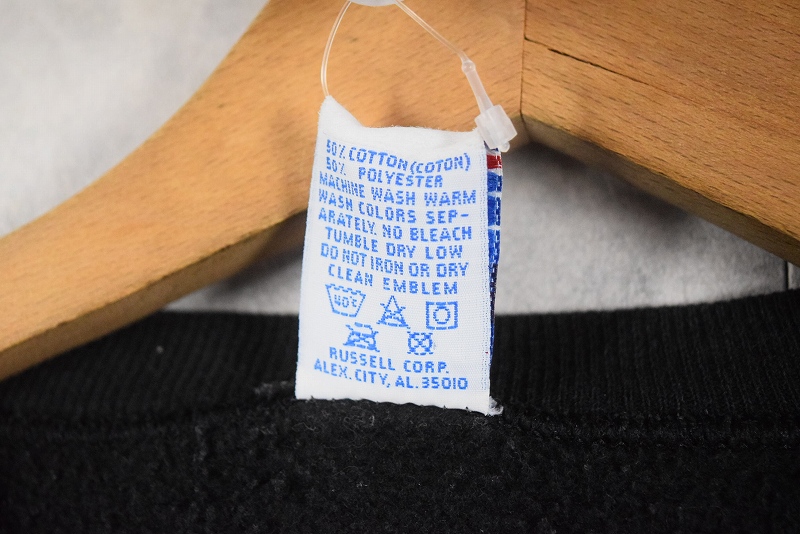 50% COTTON (COTON)
50% POLYESTER
MACHINE WASH WARM
WASH COLORS SEP-
ARATELY. NO BLEACH
TUMBLE DRY LOW
DO NOT IRON OR DRY
CLEAN EMBLEM
40°C
RUSSELL CORP.
ALEX. CITY, AL. 35010